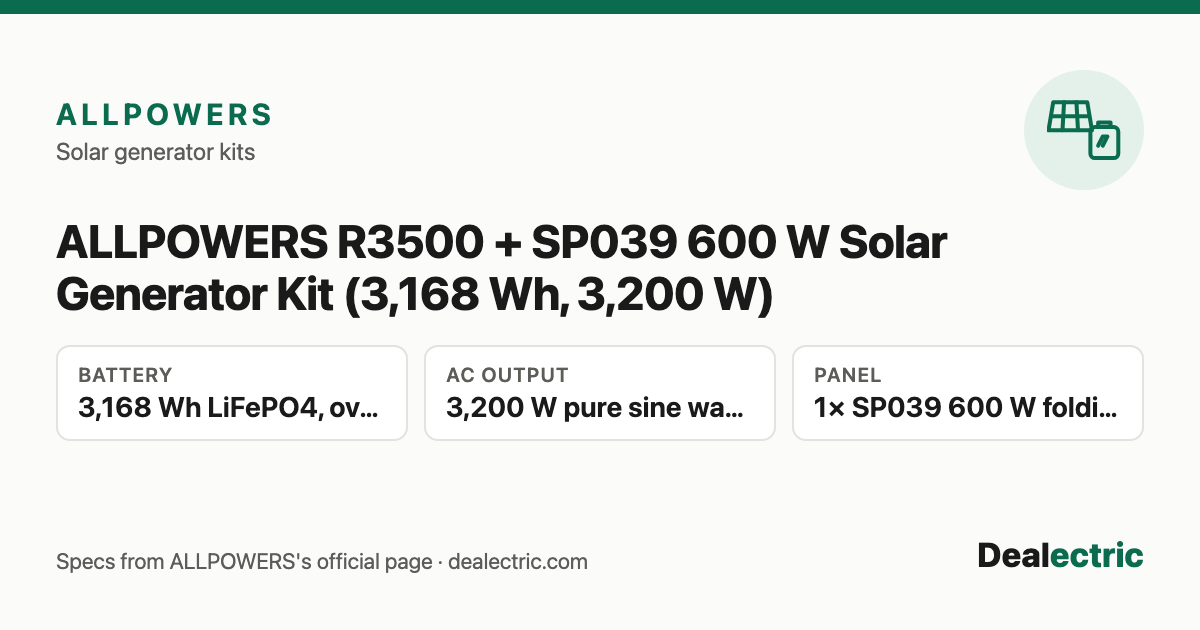 ALLPOWERS
Solar generator kits
ALLPOWERS R3500 + SP039 600 W Solar
Generator Kit (3,168 Wh, 3,200 W)
BATTERY
3,168 Wh LiFePO4, ov...
AC OUTPUT
3,200 W pure sine wa...
PANEL
1× SP039 600 W foldi...
Specs from ALLPOWERS's official page · dealectric.com
Dealectric